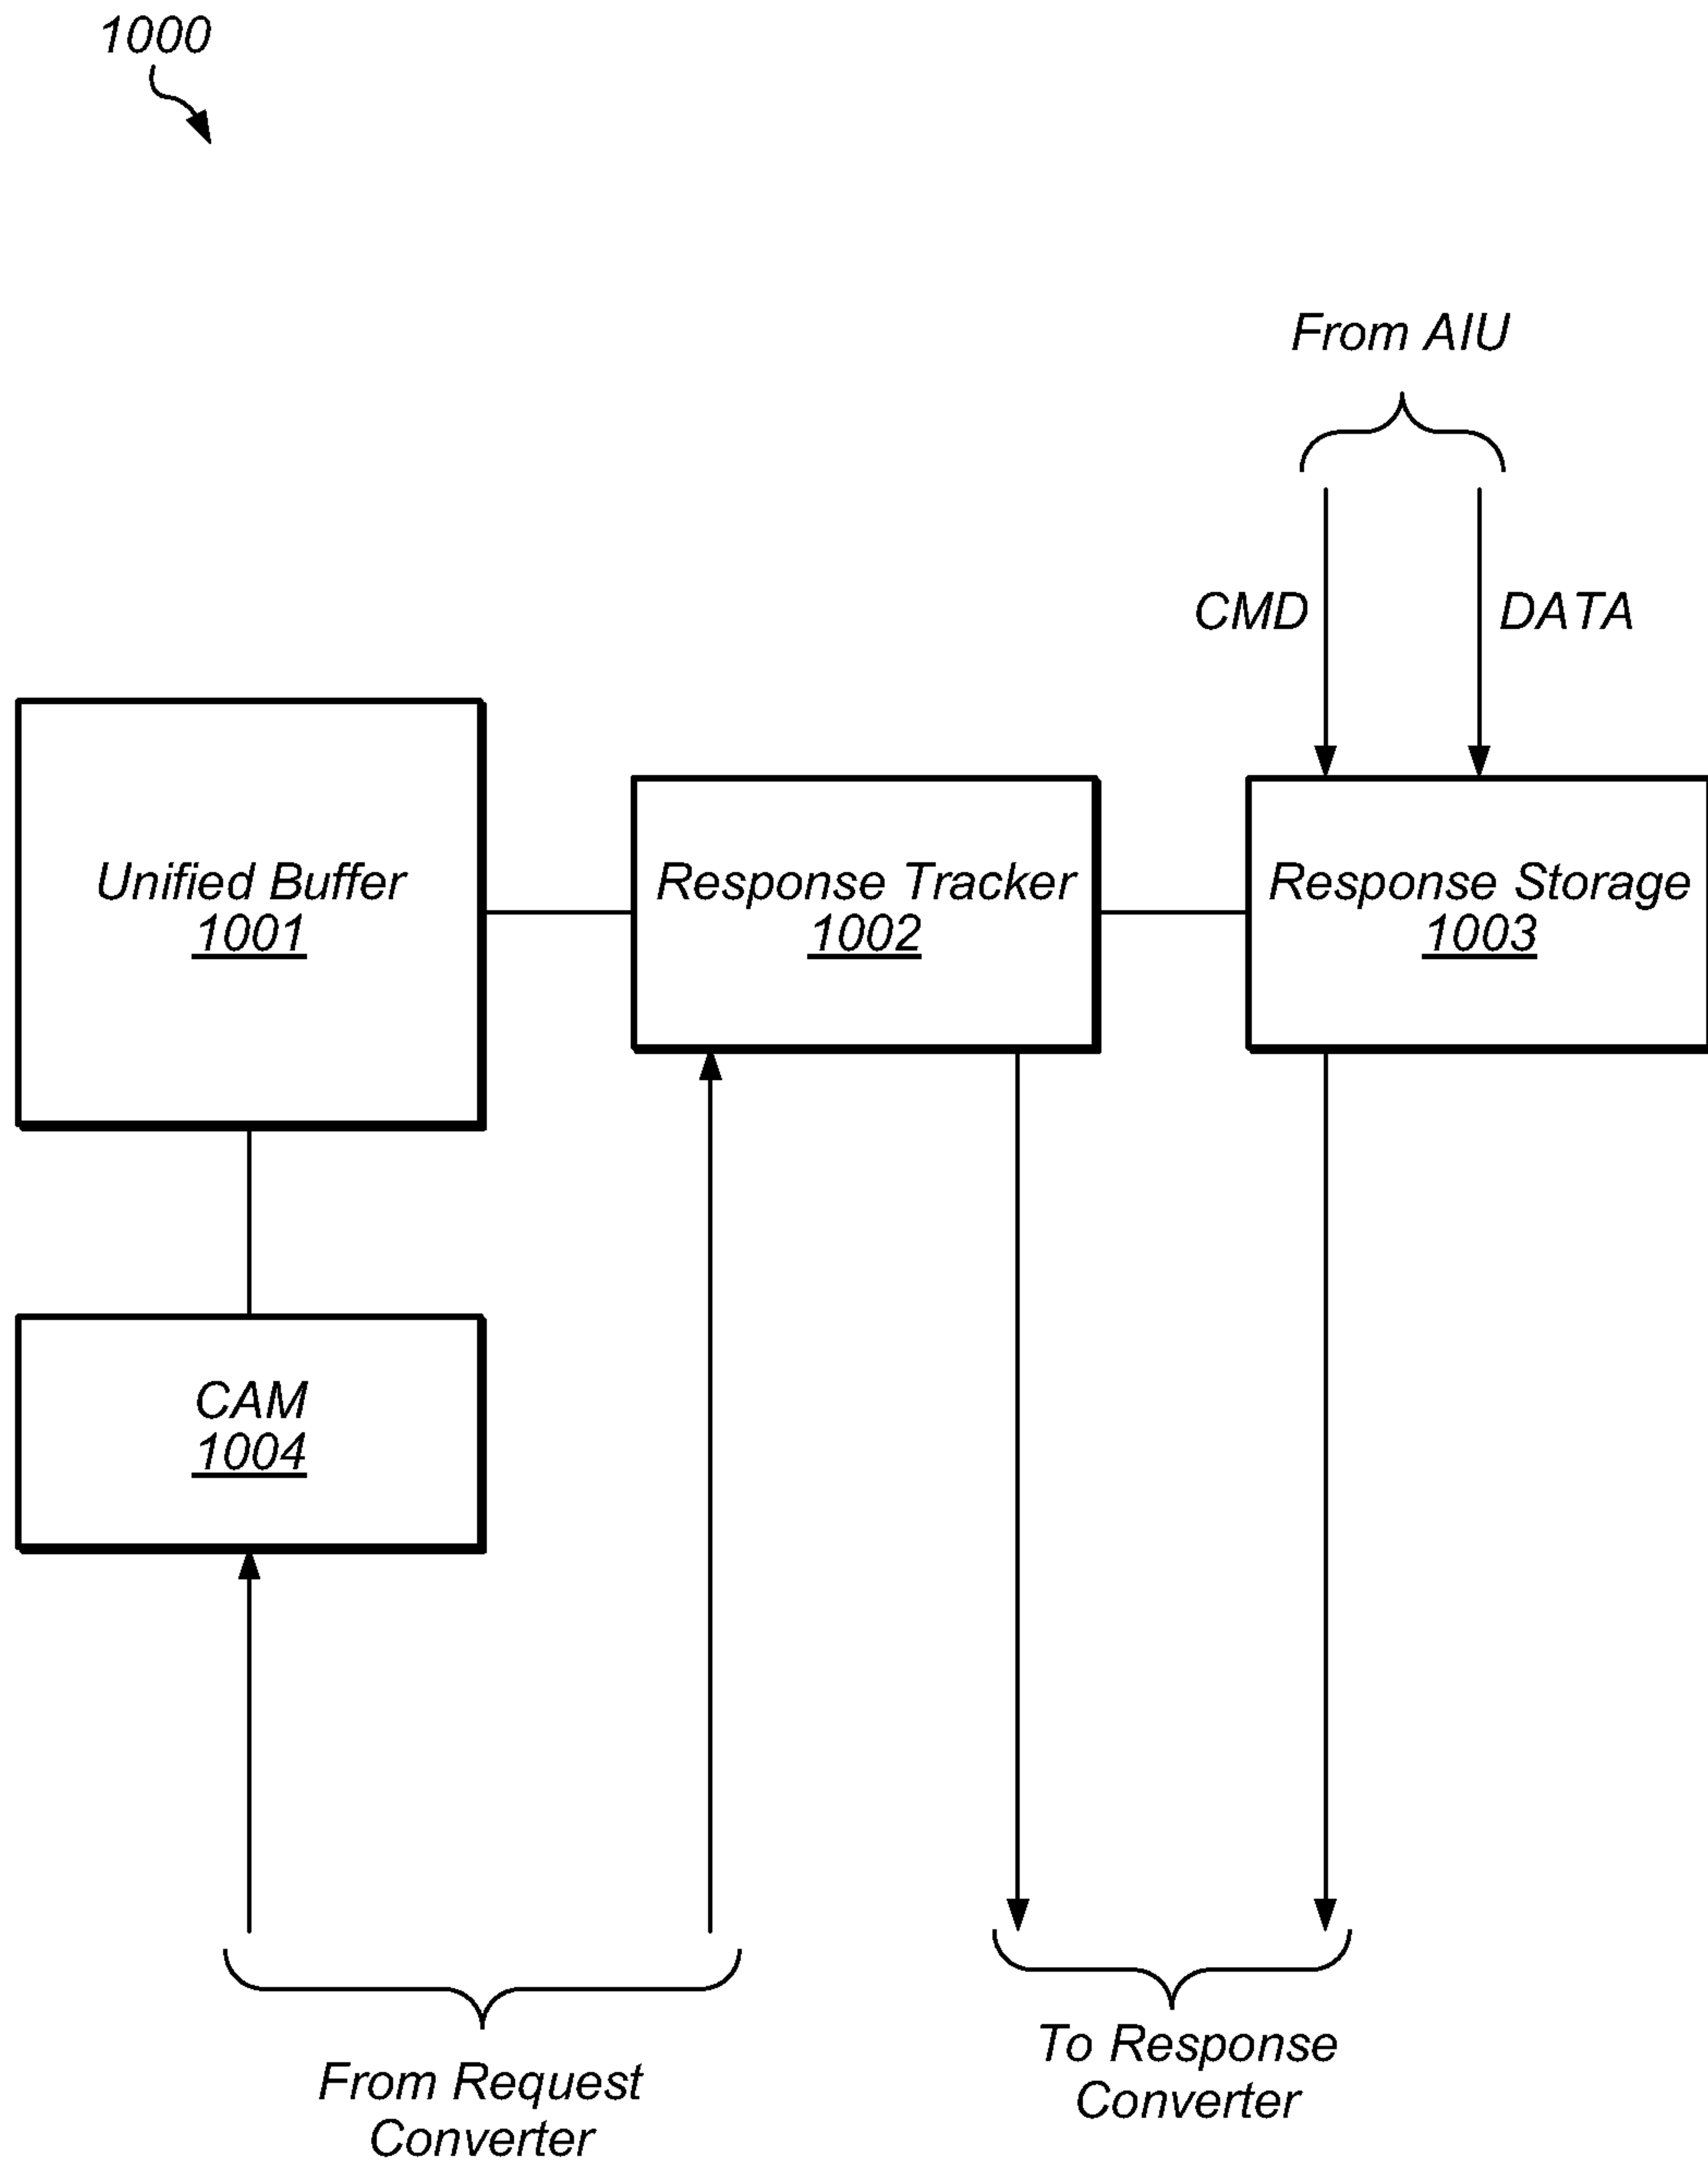 1000
From AIU
CMD
DATA
Unified Buffer
1001
Response Tracker
1002
Response Storage
1003
CAM
1004
From Request
Converter
To Response
Converter